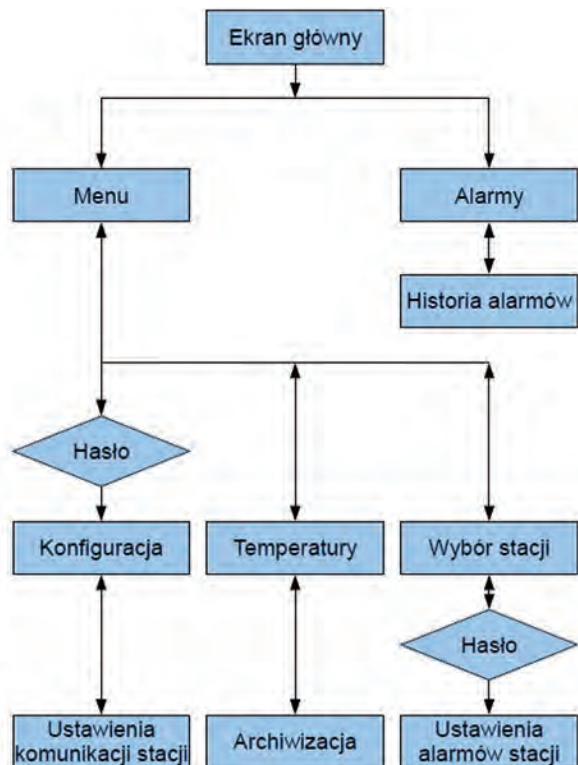 Ekran główny
Menu
Alarmy
Historia alarmów
Hasło
Konfiguracja
Temperatury
Wybór stacji
Hasło
Ustawienia
komunikacji stacji
Archiwizacja
Ustawienia
alarmów stacji